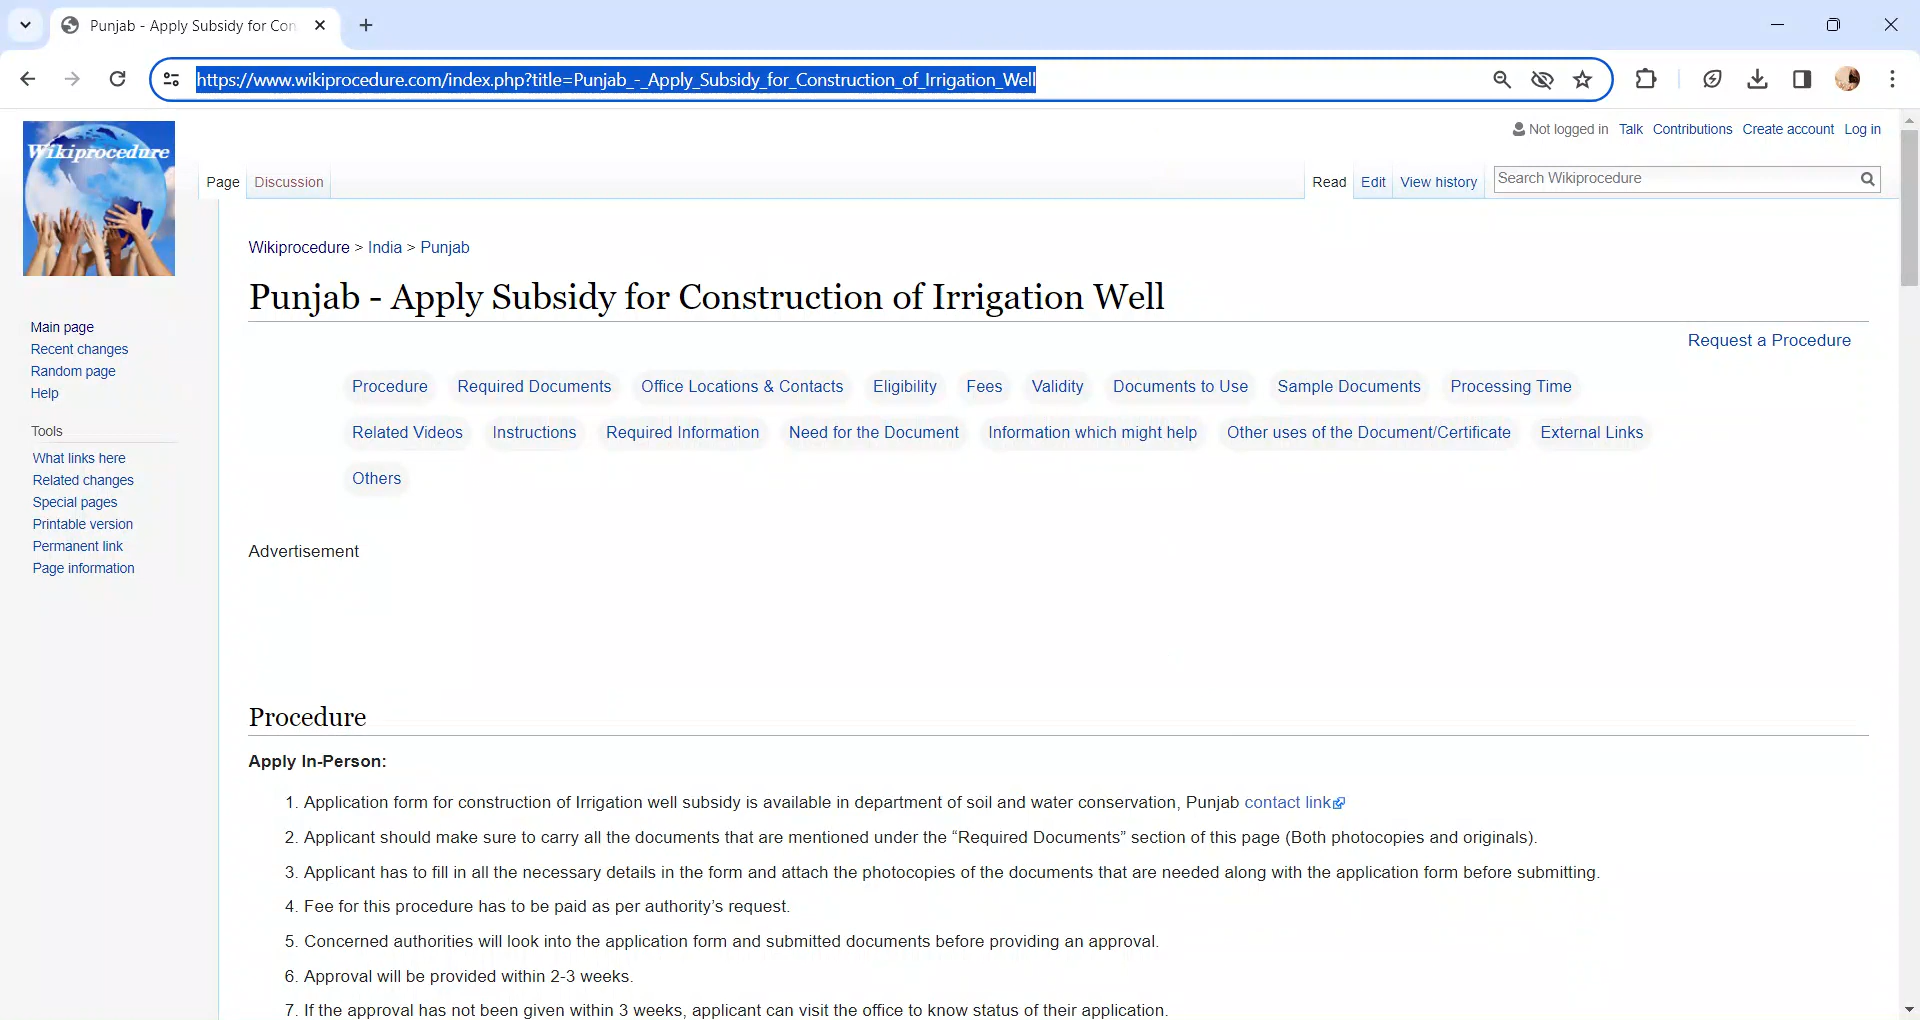 Punjab - Apply Subsidy for Con
https://www.wikiprocedure.com/index.php?title=Punjab_-_Apply_Subsidy_for_Construction_of_Irrigation_Well
Wikiprocedure
Not logged in Talk Contributions Create account Log in
Page Discussion Read Edit View history Search Wikiprocedure
Wikiprocedure > India > Punjab
Punjab - Apply Subsidy for Construction of Irrigation Well
Request a Procedure
Main page
Recent changes
Random page
Help
Tools
What links here
Related changes
Special pages
Printable version
Permanent link
Page information
Procedure Required Documents Office Locations & Contacts Eligibility Fees Validity Documents to Use Sample Documents Processing Time
Related Videos Instructions Required Information Need for the Document Information which might help Other uses of the Document/Certificate External Links
Others
Advertisement
Procedure
Apply In-Person:
1. Application form for construction of Irrigation well subsidy is available in department of soil and water conservation, Punjab contact link
2. Applicant should make sure to carry all the documents that are mentioned under the “Required Documents” section of this page (Both photocopies and originals).
3. Applicant has to fill in all the necessary details in the form and attach the photocopies of the documents that are needed along with the application form before submitting.
4. Fee for this procedure has to be paid as per authority’s request.
5. Concerned authorities will look into the application form and submitted documents before providing an approval.
6. Approval will be provided within 2-3 weeks.
7. If the approval has not been given within 3 weeks, applicant can visit the office to know status of their application.